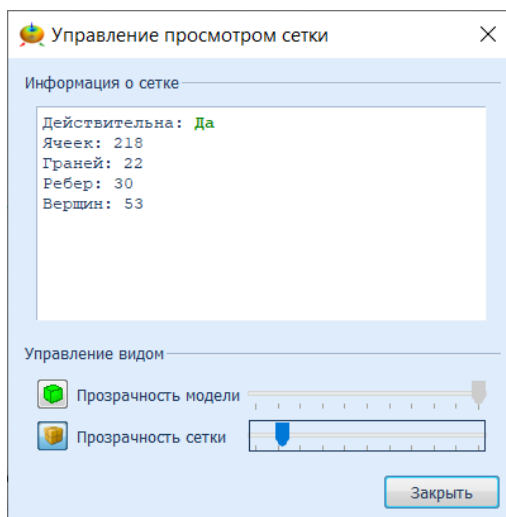 Управление просмотром сетки
Информация о сетке
Действительна: Да
Ячеек: 218
Граней: 22
Ребер: 30
Вершин: 53
Управление видом
Прозрачность модели
Прозрачность сетки
Закрыть